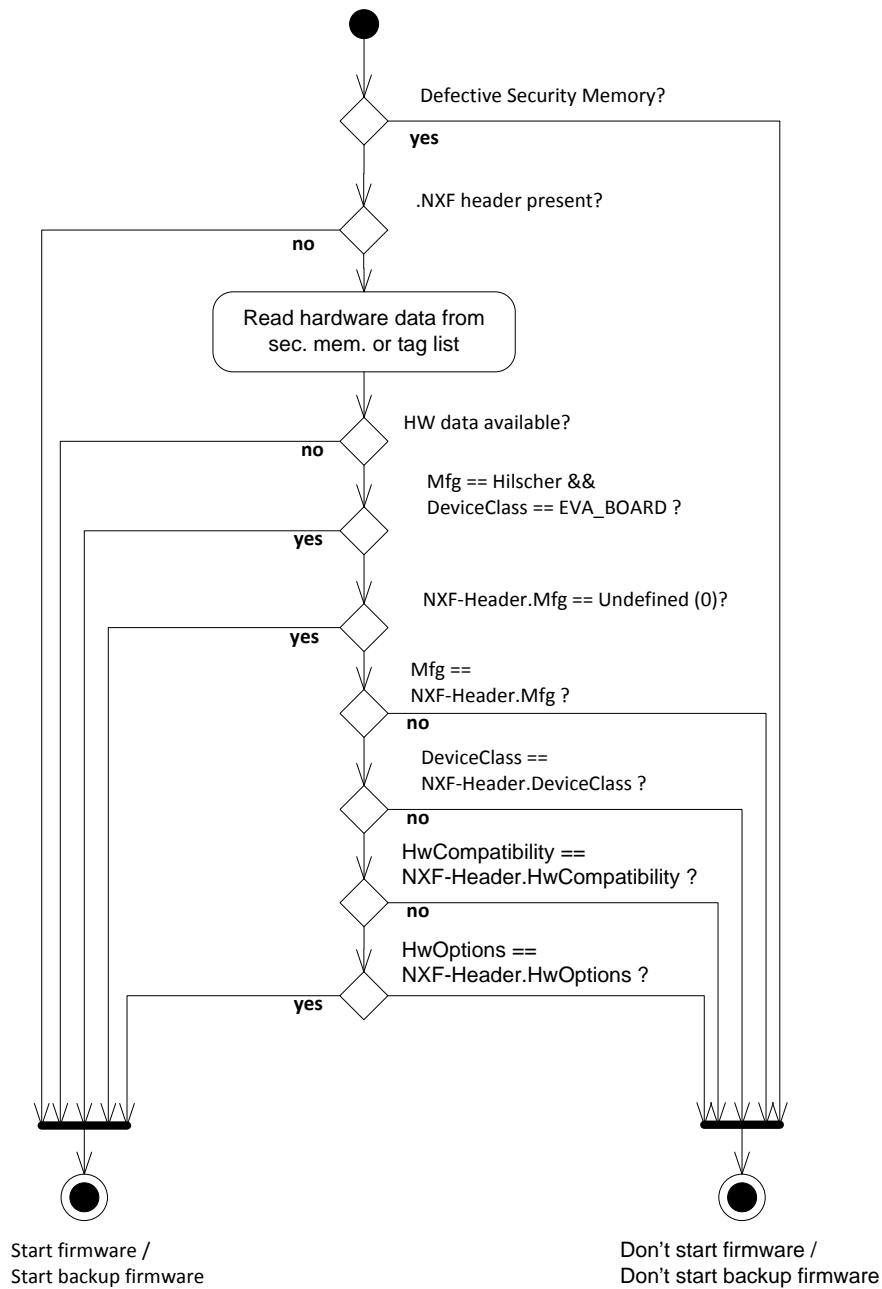 Defective Security Memory?
yes
.NXF header present?
no
Read hardware data from
sec. mem. or tag list
HW data available?
no
Mfg == Hilscher &&
DeviceClass == EVA_BOARD ?
yes
NXF-Header.Mfg == Undefined (0)?
yes
Mfg ==
NXF-Header.Mfg ?
no
DeviceClass ==
NXF-Header.DeviceClass ?
no
HwCompatibility ==
NXF-Header.HwCompatibility ?
no
HwOptions ==
NXF-Header.HwOptions ?
yes
Start firmware /
Start backup firmware
Don’t start firmware /
Don’t start backup firmware